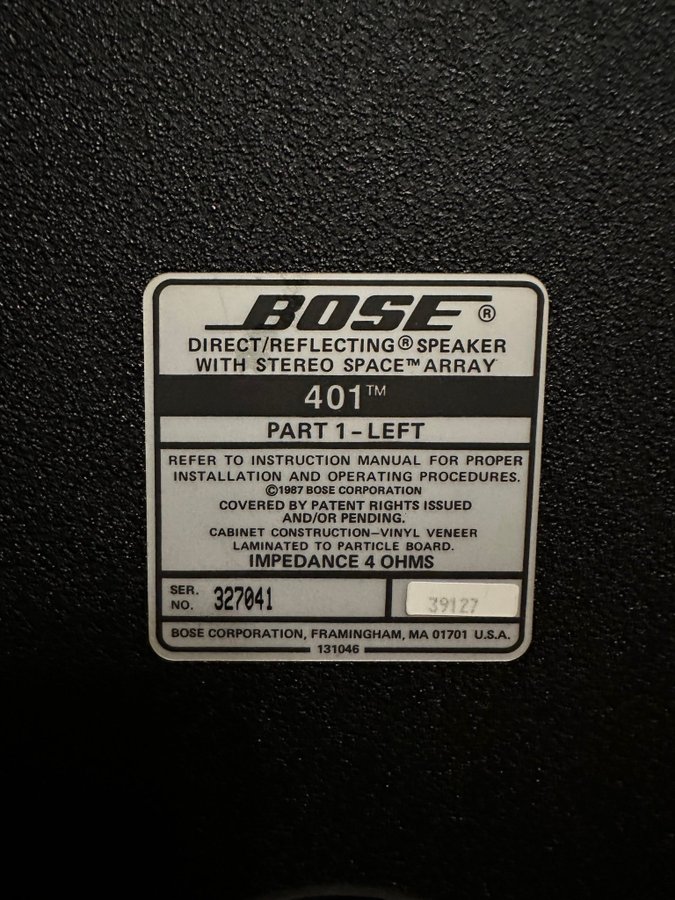 BOSE®
DIRECT/REFLECTING® SPEAKER
WITH STEREO SPACE™ ARRAY
401™
PART 1-LEFT
REFER TO INSTRUCTION MANUAL FOR PROPER
INSTALLATION AND OPERATING PROCEDURES.
©1987 BOSE CORPORATION
COVERED BY PATENT RIGHTS ISSUED
AND/OR PENDING.
CABINET CONSTRUCTION–VINYL VENEER
LAMINATED TO PARTICLE BOARD.
IMPEDANCE 4 OHMS
SER. NO. 327041 39127
BOSE CORPORATION, FRAMINGHAM, MA 01701 U.S.A.
131046